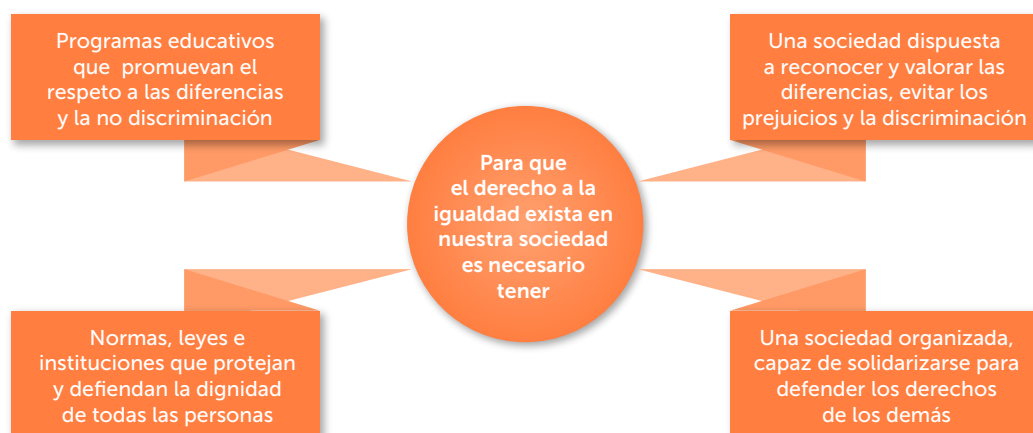 Programas educativos
que promuevan el
respeto a las diferencias
y la no discriminación
Una sociedad dispuesta
a reconocer y valorar las
diferencias, evitar los
prejuicios y la discriminación
Para que
el derecho a la
igualdad exista en
nuestra sociedad
es necesario
tener
Normas, leyes e
instituciones que protejan
y defiendan la dignidad
de todas las personas
Una sociedad organizada,
capaz de solidarizarse para
defender los derechos
de los demás